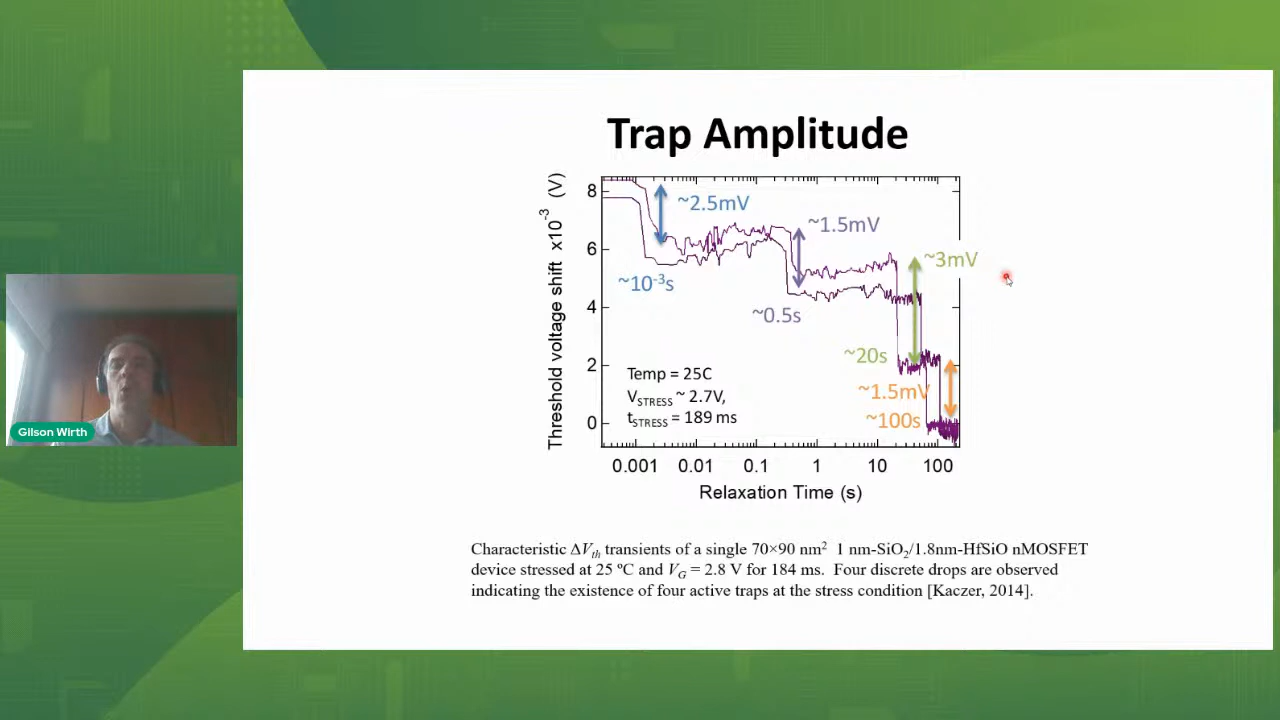 Trap Amplitude
Threshold voltage shift x10⁻³ (V)
8
6
4
2
0
~2.5mV
~10⁻³s
~1.5mV
~0.5s
~3mV
~20s
~1.5mV
~100s
Temp = 25C
V_STRESS ~ 2.7V,
t_STRESS = 189 ms
0.001 0.01 0.1 1 10 100
Relaxation Time (s)
Characteristic ΔV_th transients of a single 70×90 nm² 1 nm-SiO₂/1.8nm-HfSiO nMOSFET
device stressed at 25 ºC and V_G = 2.8 V for 184 ms. Four discrete drops are observed
indicating the existence of four active traps at the stress condition [Kaczer, 2014].
Gilson Wirth